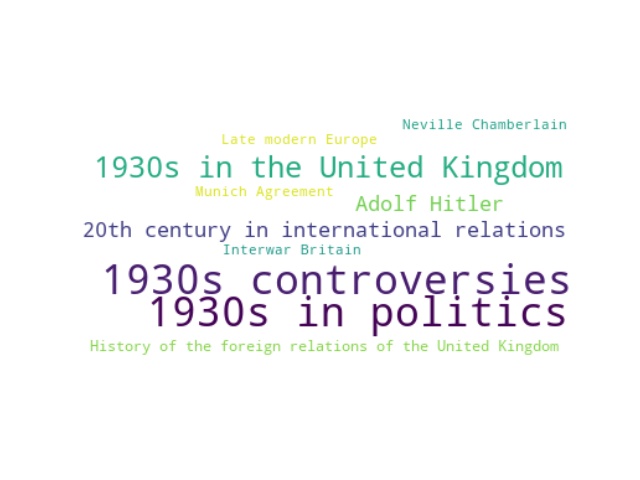 Neville Chamberlain
Late modern Europe
1930s in the United Kingdom
Munich Agreement
Adolf Hitler
20th century in international relations
Interwar Britain
1930s controversies
1930s in politics
History of the foreign relations of the United Kingdom